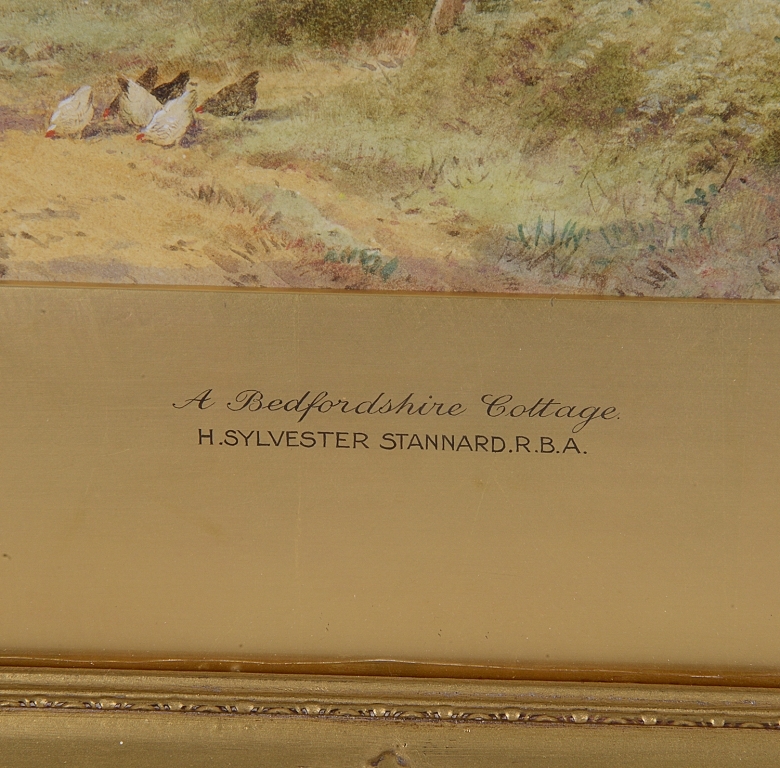 A Bedfordshire Cottage.
H.SYLVESTER STANNARD.R.B.A.